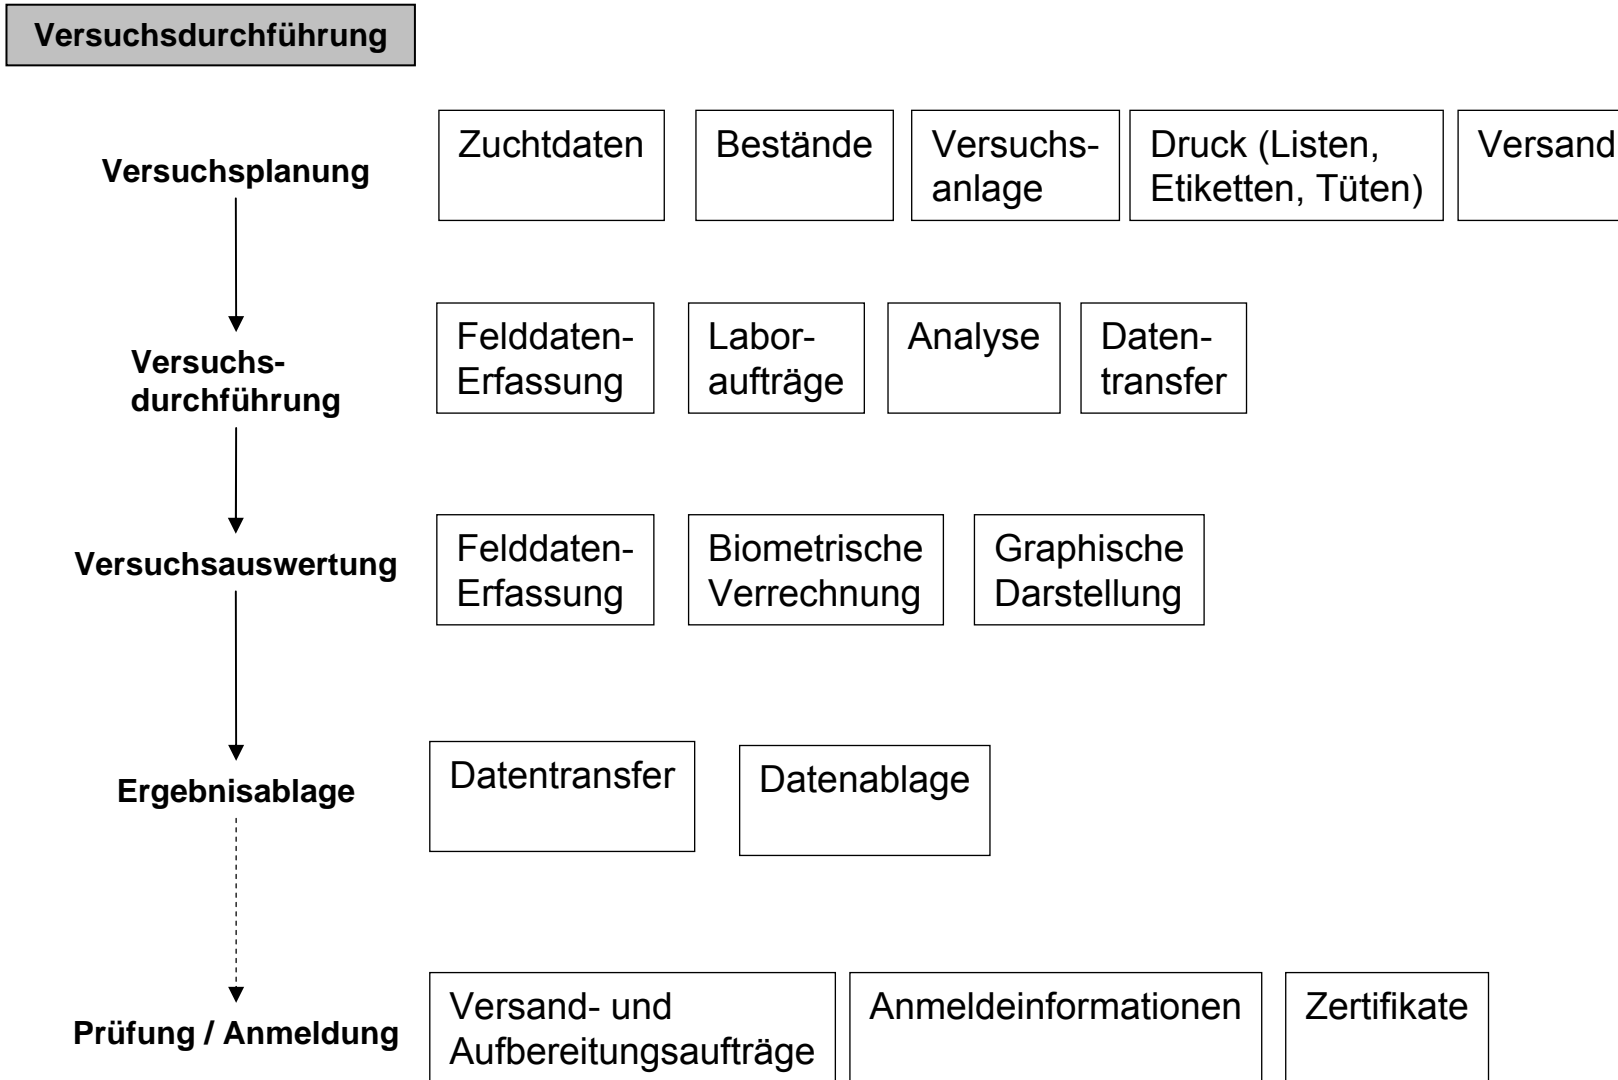 Versuchsdurchführung
Versuchsplanung
Zuchtdaten
Bestände
Versuchs-
anlage
Druck (Listen,
Etiketten, Tüten)
Versand
Versuchs-
durchführung
Felddaten-
Erfassung
Labor-
aufträge
Analyse
Daten-
transfer
Versuchsauswertung
Felddaten-
Erfassung
Biometrische
Verrechnung
Graphische
Darstellung
Ergebnisablage
Datentransfer
Datenablage
Prüfung / Anmeldung
Versand- und
Aufbereitungsaufträge
Anmeldeinformationen
Zertifikate